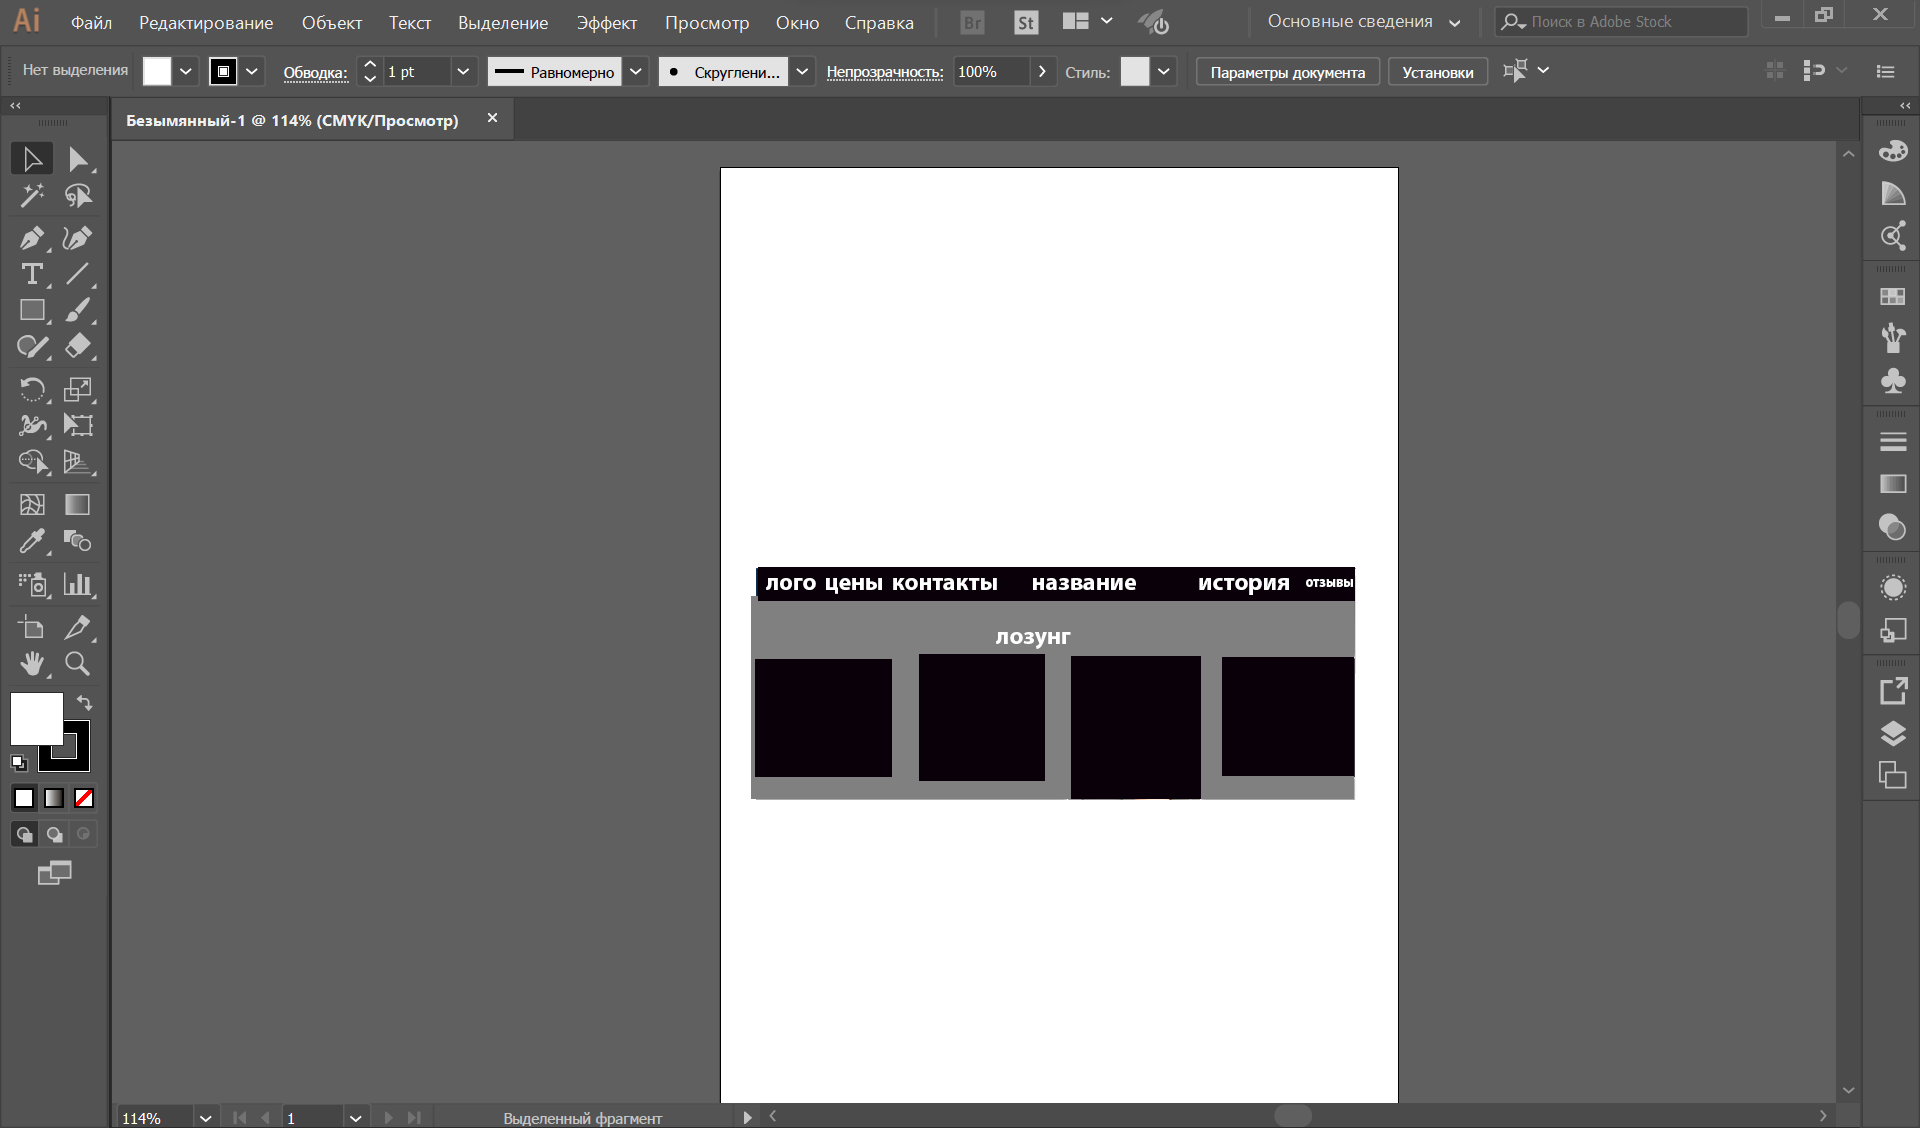 Ai Файл Редактирование Объект Текст Выделение Эффект Просмотр Окно Справка Br St Основные сведения Поиск в Adobe Stock
Нет выделения Обводка: 1 pt Равномерно Скруглени... Непрозрачность: 100% Стиль: Параметры документа Установки
Безымянный-1 @ 114% (CMYK/Просмотр)
лого цены контакты название история отзывы
лозунг
114% 1 Выделенный фрагмент